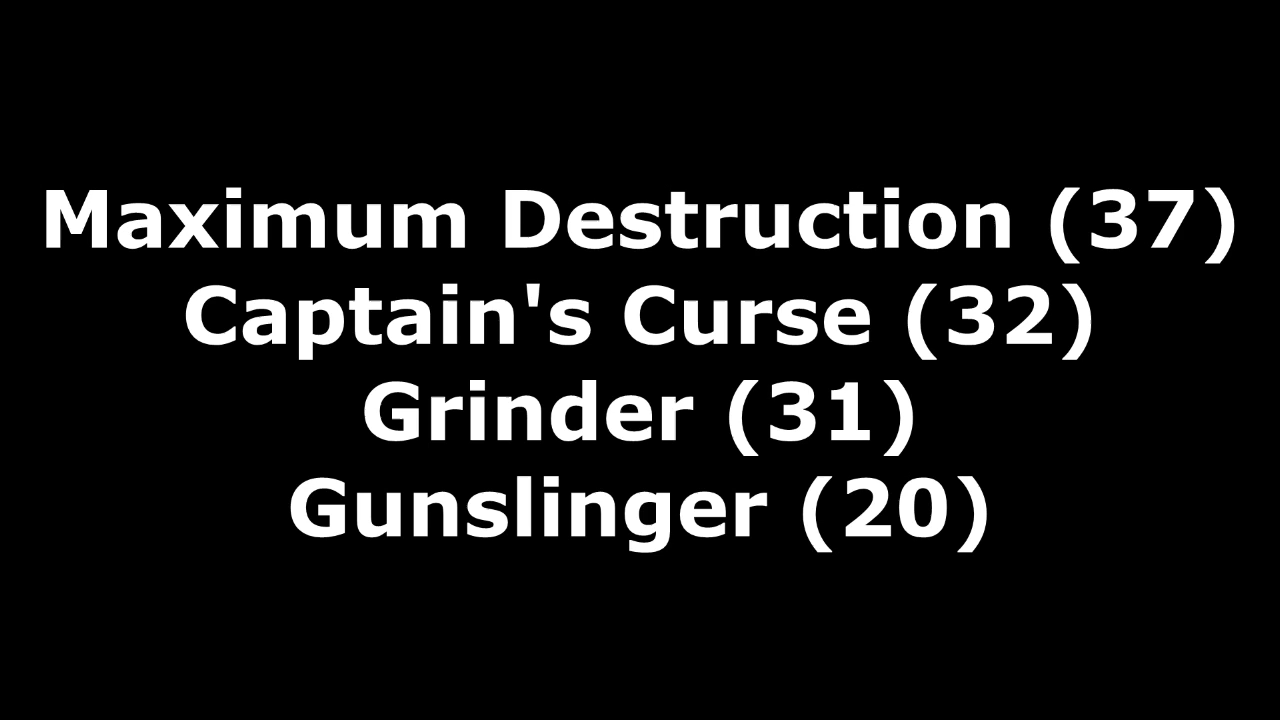 Maximum Destruction (37)
Captain's Curse (32)
Grinder (31)
Gunslinger (20)